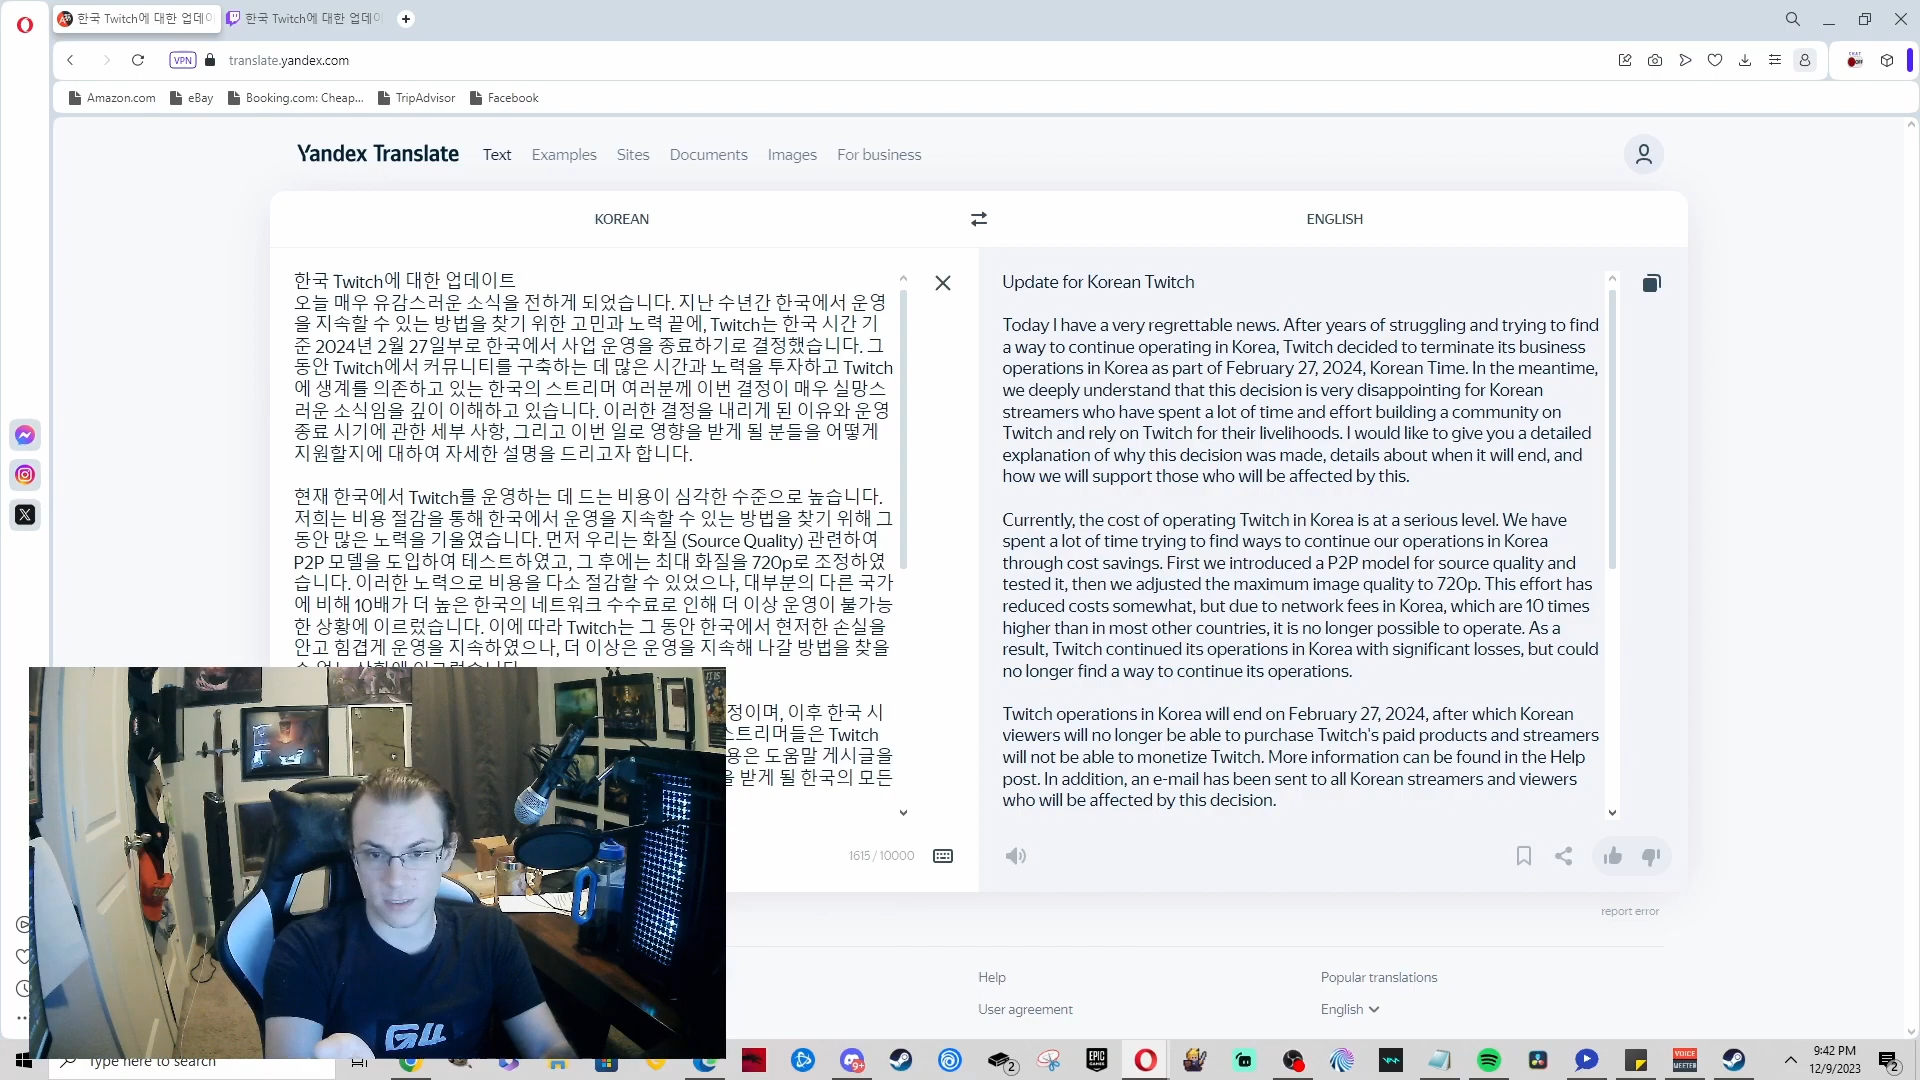 한국 Twitch에 대한 업데이
한국 Twitch에 대한 업데이
VPN
translate.yandex.com
Amazon.com
eBay
Booking.com: Cheap...
TripAdvisor
Facebook
Yandex Translate
Text
Examples
Sites
Documents
Images
For business
KOREAN
ENGLISH
한국 Twitch에 대한 업데이트
오늘 매우 유감스러운 소식을 전하게 되었습니다. 지난 수년간 한국에서 운영
을 지속할 수 있는 방법을 찾기 위한 고민과 노력 끝에, Twitch는 한국 시간 기
준 2024년 2월 27일부로 한국에서 사업 운영을 종료하기로 결정했습니다. 그
동안 Twitch에서 커뮤니티를 구축하는 데 많은 시간과 노력을 투자하고 Twitch
에 생계를 의존하고 있는 한국의 스트리머 여러분께 이번 결정이 매우 실망스
러운 소식임을 깊이 이해하고 있습니다. 이러한 결정을 내리게 된 이유와 운영
종료 시기에 관한 세부 사항, 그리고 이번 일로 영향을 받게 될 분들을 어떻게
지원할지에 대하여 자세한 설명을 드리고자 합니다.
현재 한국에서 Twitch를 운영하는 데 드는 비용이 심각한 수준으로 높습니다.
저희는 비용 절감을 통해 한국에서 운영을 지속할 수 있는 방법을 찾기 위해 그
동안 많은 노력을 기울였습니다. 먼저 우리는 화질 (Source Quality) 관련하여
P2P 모델을 도입하여 테스트하였고, 그 후에는 최대 화질을 720p로 조정하였
습니다. 이러한 노력으로 비용을 다소 절감할 수 있었으나, 대부분의 다른 국가
에 비해 10배가 더 높은 한국의 네트워크 수수료로 인해 더 이상 운영이 불가능
한 상황에 이르렀습니다. 이에 따라 Twitch는 그 동안 한국에서 현저한 손실을
안고 힘겹게 운영을 지속하였으나, 더 이상은 운영을 지속해 나갈 방법을 찾을
정이며, 이후 한국 시
스트리머들은 Twitch
용은 도움말 게시글을
을 받게 될 한국의 모든
1615 / 10000
Update for Korean Twitch
Today I have a very regrettable news. After years of struggling and trying to find
a way to continue operating in Korea, Twitch decided to terminate its business
operations in Korea as part of February 27, 2024, Korean Time. In the meantime,
we deeply understand that this decision is very disappointing for Korean
streamers who have spent a lot of time and effort building a community on
Twitch and rely on Twitch for their livelihoods. I would like to give you a detailed
explanation of why this decision was made, details about when it will end, and
how we will support those who will be affected by this.
Currently, the cost of operating Twitch in Korea is at a serious level. We have
spent a lot of time trying to find ways to continue our operations in Korea
through cost savings. First we introduced a P2P model for source quality and
tested it, then we adjusted the maximum image quality to 720p. This effort has
reduced costs somewhat, but due to network fees in Korea, which are 10 times
higher than in most other countries, it is no longer possible to operate. As a
result, Twitch continued its operations in Korea with significant losses, but could
no longer find a way to continue its operations.
Twitch operations in Korea will end on February 27, 2024, after which Korean
viewers will no longer be able to purchase Twitch's paid products and streamers
will not be able to monetize Twitch. More information can be found in the Help
post. In addition, an e-mail has been sent to all Korean streamers and viewers
who will be affected by this decision.
report error
Help
Popular translations
User agreement
English
Type here to search
9+
2
EPIC GAMES
VOICE MEETER
9:42 PM
12/9/2023
2